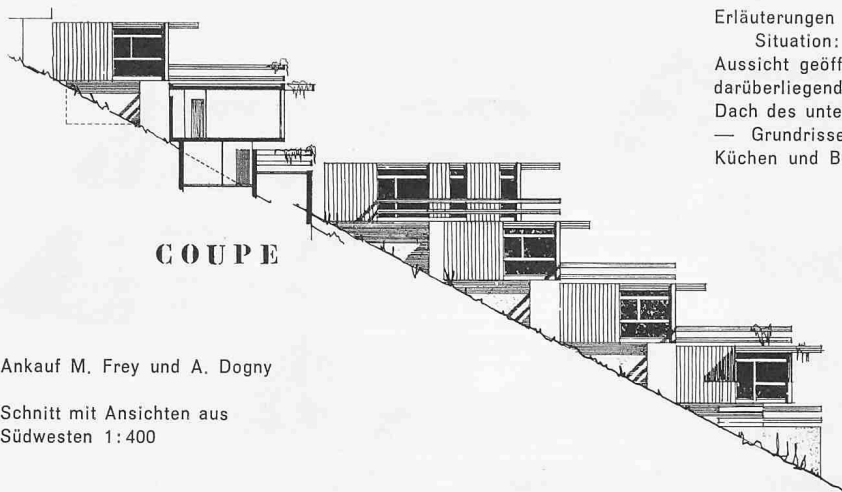 Erläuterungen
Situation:
Aussicht geöff
darüberliegend
Dach des unte
— Grundrisse
Küchen und B
COUPE
Ankauf M. Frey und A. Dogny
Schnitt mit Ansichten aus
Südwesten 1:400